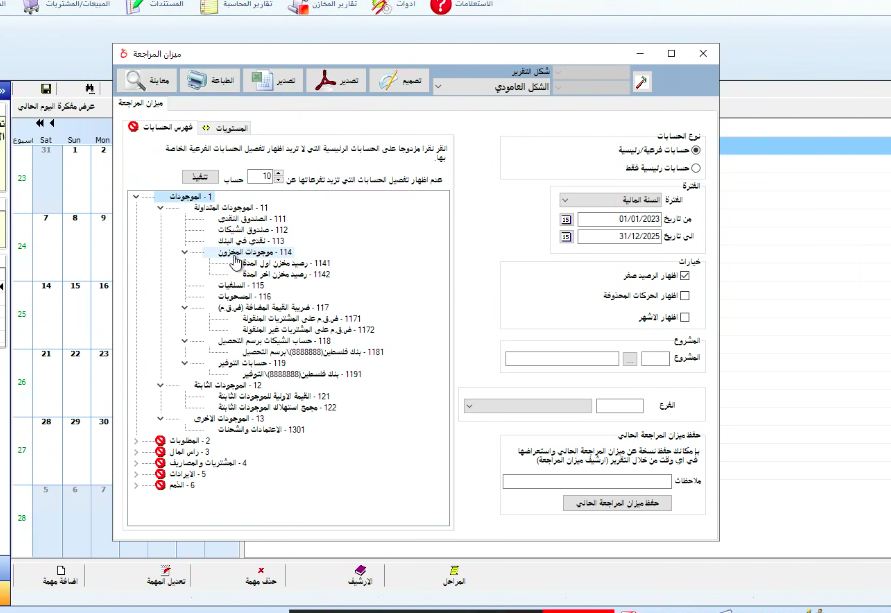 الاستعلامات
ادوات
تقارير المخازن
تقارير المحاسبة
المستندات
المبيعات/المشتريات
ميزان المراجعة
معاينة
الطباعة
تصدير
تصدير
تصميم
شكل التقرير
الشكل العامودي
ميزان المراجعة
عرض مفكرة اليوم الحالي
فهرس الحسابات
المستويات
انقر نقرا مزدوجا على الحسابات الرئيسية التي لا تريد اظهار تفصيل الحسابات الفرعية الخاصة
بها.
عدم اظهار تفصيل الحسابات التي تزيد تفرعاتها عن 10 حساب
تنفيذ
1 - الموجودات
11 - الموجودات المتداولة
111 - الصندوق النقدي
112 - صندوق الشيكات
113 - نقدي في البنك
114 - موجودات المخزون
1141 - رصيد مخزن اول المدة
1142 - رصيد مخزن اخر المدة
115 - السلفيات
116 - المسحوبات
117 - ضريبة القيمة المضافة (ض.ق.م)
1171 - ض.ق.م على المشتريات المنقولة
1172 - ض.ق.م على المشتريات غير المنقولة
118 - حساب الشيكات برسم التحصيل
1181 - بنك فلسطين(8888888)\برسم التحصيل
119 - حسابات التوفير
1191 - بنك فلسطين(8888888)\التوفير
12 - الموجودات الثابتة
121 - القيمة الاولية للموجودات الثابتة
122 - مجمع استهلاك الموجودات الثابتة
13 - الموجودات الاخرى
1301 - الاعتمادات والشحنات
2 - المطلوبات
3 - راس المال
4 - المشتريات والمصاريف
5 - الايرادات
6 - الذمم
نوع الحسابات
حسابات فرعية/رئيسية
حسابات رئيسية فقط
الفترة
الفترة
السنة المالية
من تاريخ
01/01/2023
15
الى تاريخ
31/12/2025
15
خيارات
اظهار الرصيد صفر
اظهار الحركات المحذوفة
اظهار الاشهر
المشروع
المشروع
...
الفرع
حفظ ميزان المراجعة الحالي
بإمكانك حفظ نسخة عن ميزان المراجعة الحالي واستعراضها
في اي وقت من خلال التقرير (ارشيف ميزان المراجعة)
ملاحظات
حفظ ميزان المراجعة الحالي
اسبوع Sat Sun Mon
31 1 2
23
7 8 9
24
14 15 16
25
21 22 23
26
28 29 30
27
5 6 7
28
اضافة مهمة
تعديل المهمة
حذف مهمة
الارشيف
المراحل